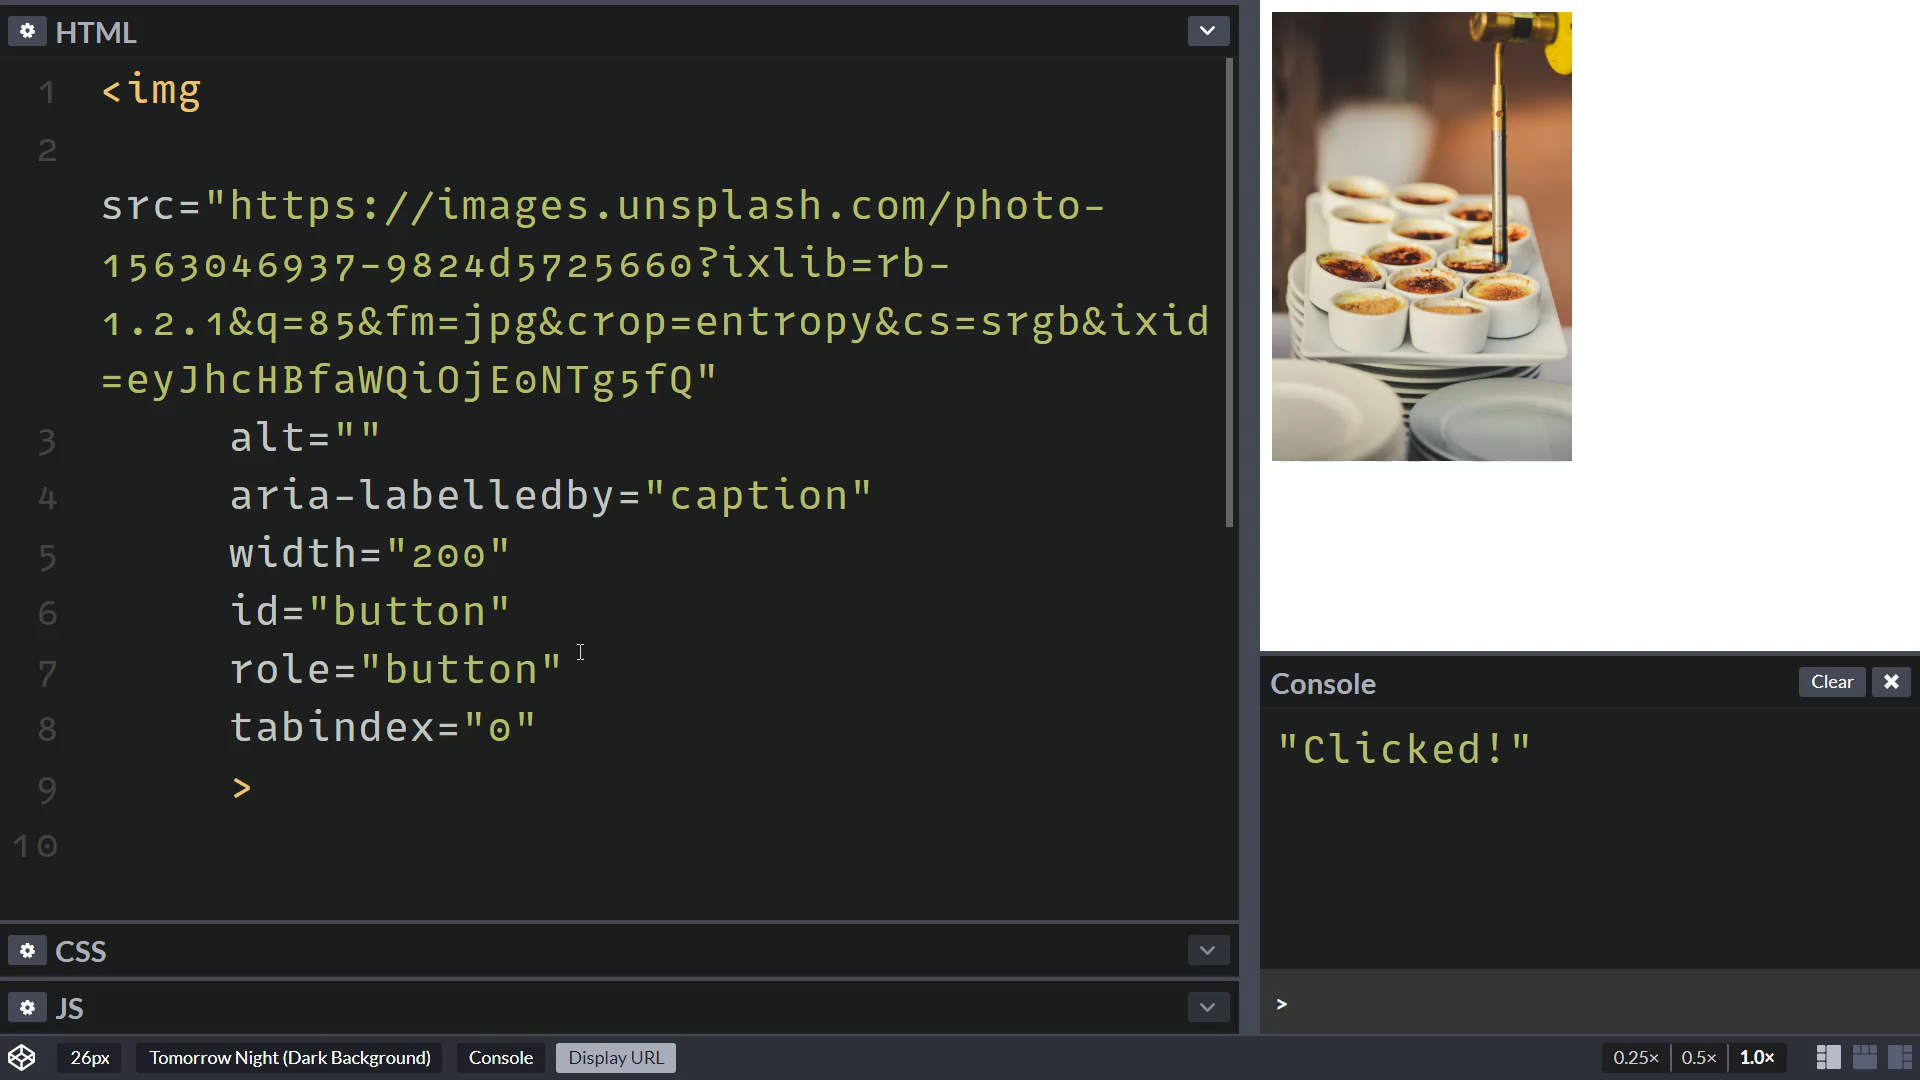 HTML
1 <img
2
src="https://images.unsplash.com/photo-
1563046937-9824d5725660?ixlib=rb-
1.2.1&q=85&fm=jpg&crop=entropy&cs=srgb&ixid
=eyJhcHBfaWQiOjE0NTg5fQ"
3 alt=""
4 aria-labelledby="caption"
5 width="200"
6 id="button"
7 role="button"
8 tabindex="0"
9 >
10
CSS
JS
Console Clear
"Clicked!"
>
26px Tomorrow Night (Dark Background) Console Display URL 0.25× 0.5× 1.0×